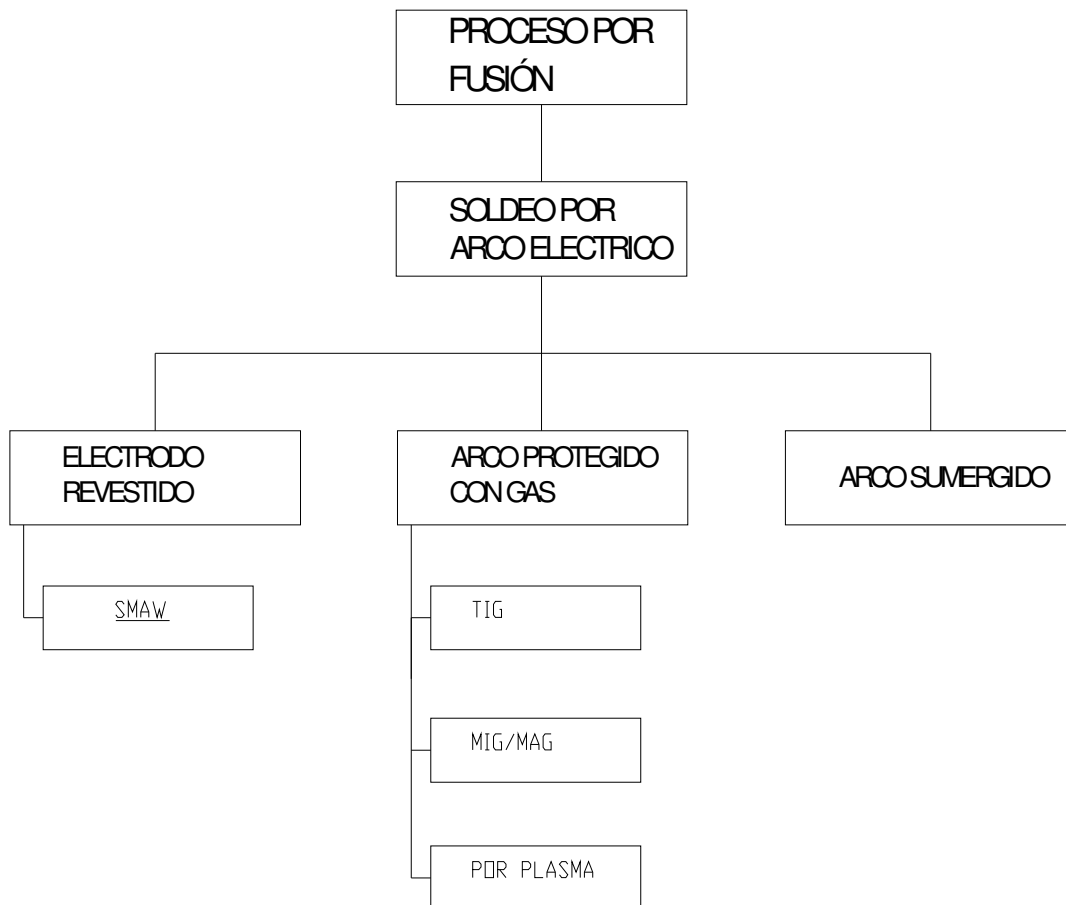 PROCESO POR
FUSIÓN
SOLDEO POR
ARCO ELECTRICO
ELECTRODO
REVESTIDO
ARCO PROTEGIDO
CON GAS
ARCO SUMERGIDO
SMAW
TIG
MIG/MAG
POR PLASMA